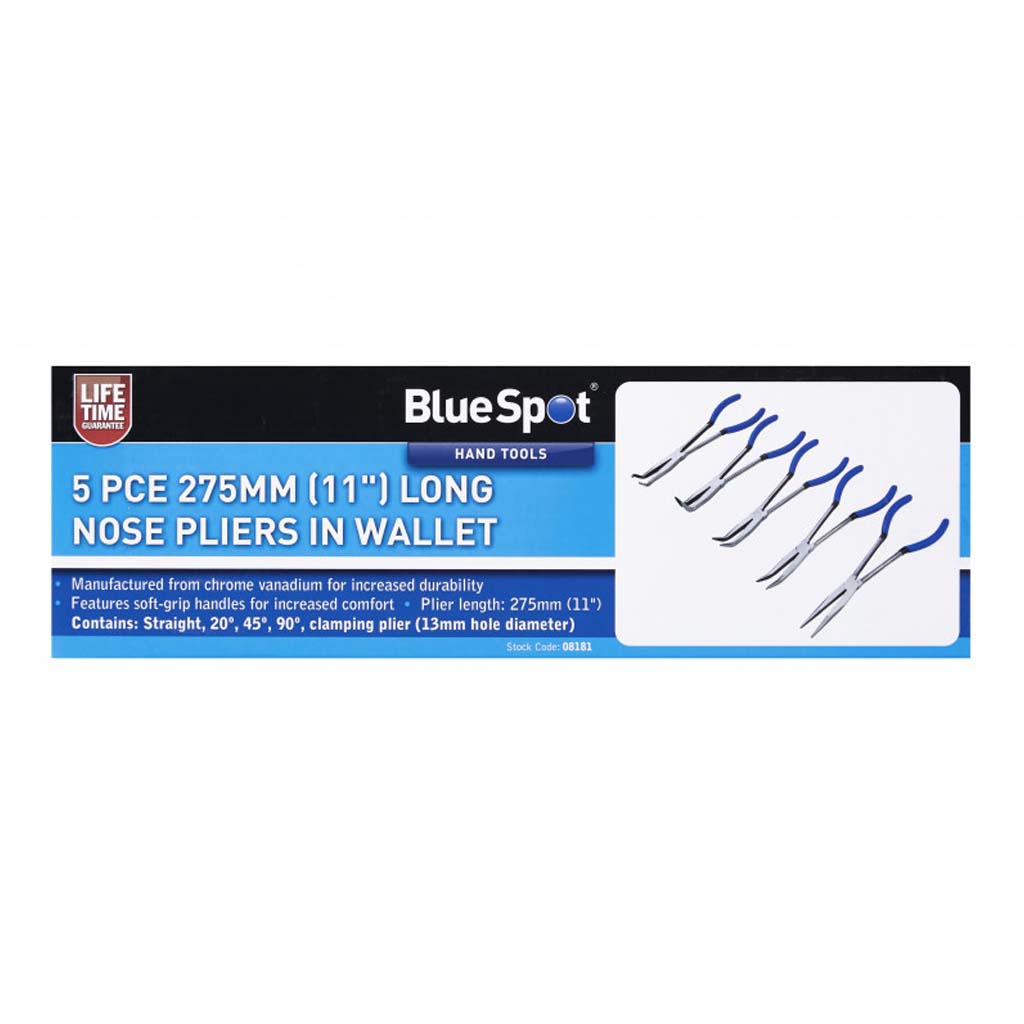 LIFE
TIME
GUARANTEE
BlueSpot®
HAND TOOLS
5 PCE 275MM (11") LONG
NOSE PLIERS IN WALLET
• Manufactured from chrome vanadium for increased durability
• Features soft-grip handles for increased comfort • Plier length: 275mm (11")
Contains: Straight, 20°, 45°, 90°, clamping plier (13mm hole diameter)
Stock Code: 08181